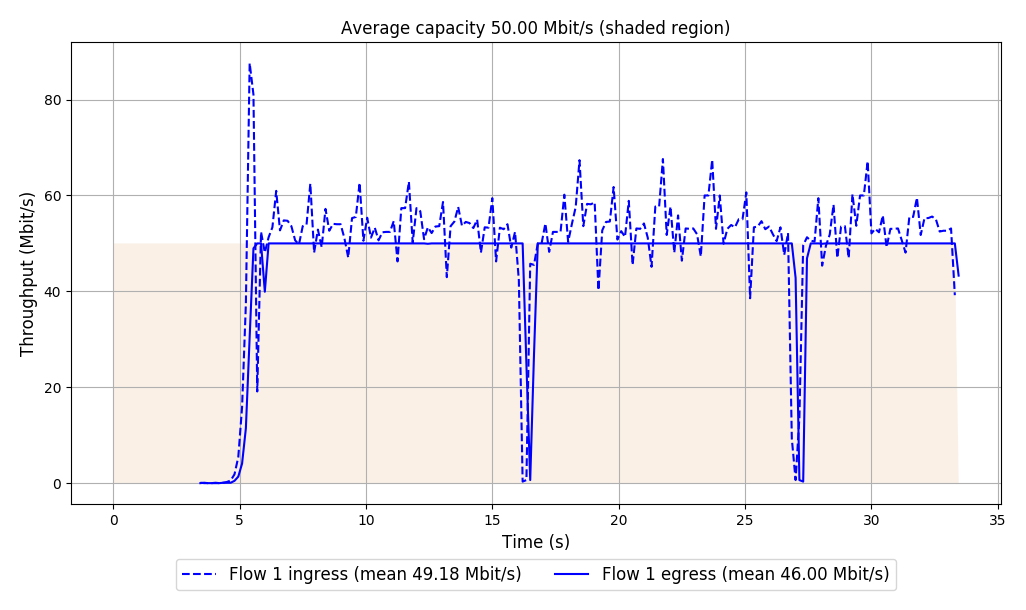 Average capacity 50.00 Mbit/s (shaded region)
Throughput (Mbit/s)
80
60
40
20
0
0 5 10 15 20 25 30 35
Time (s)
Flow 1 ingress (mean 49.18 Mbit/s) Flow 1 egress (mean 46.00 Mbit/s)